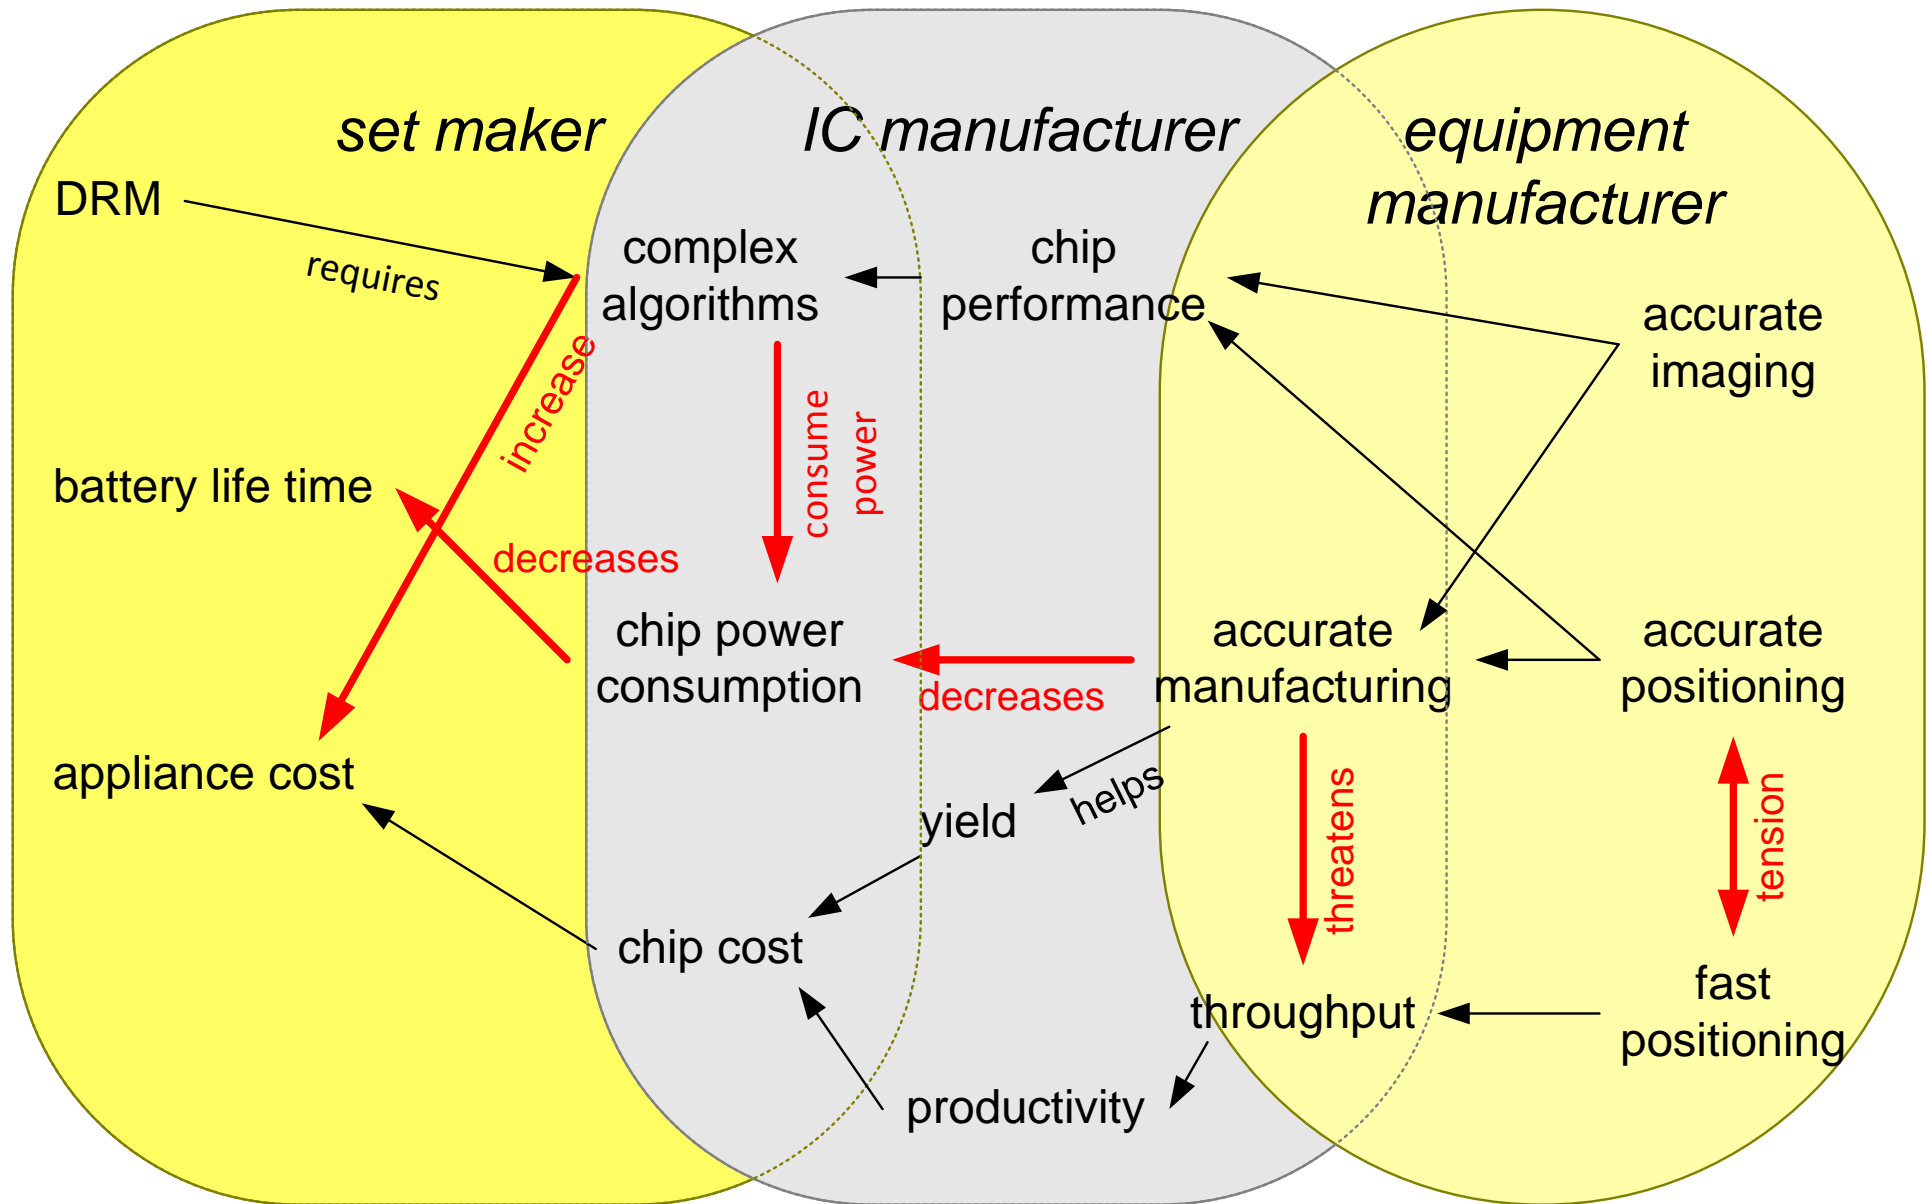 set maker
IC manufacturer
equipment
manufacturer
DRM
requires
complex
algorithms
chip
performance
accurate
imaging
increase
consume
power
battery life time
decreases
chip power
consumption
decreases
accurate
manufacturing
accurate
positioning
appliance cost
yield
helps
threatens
tension
chip cost
throughput
fast
positioning
productivity